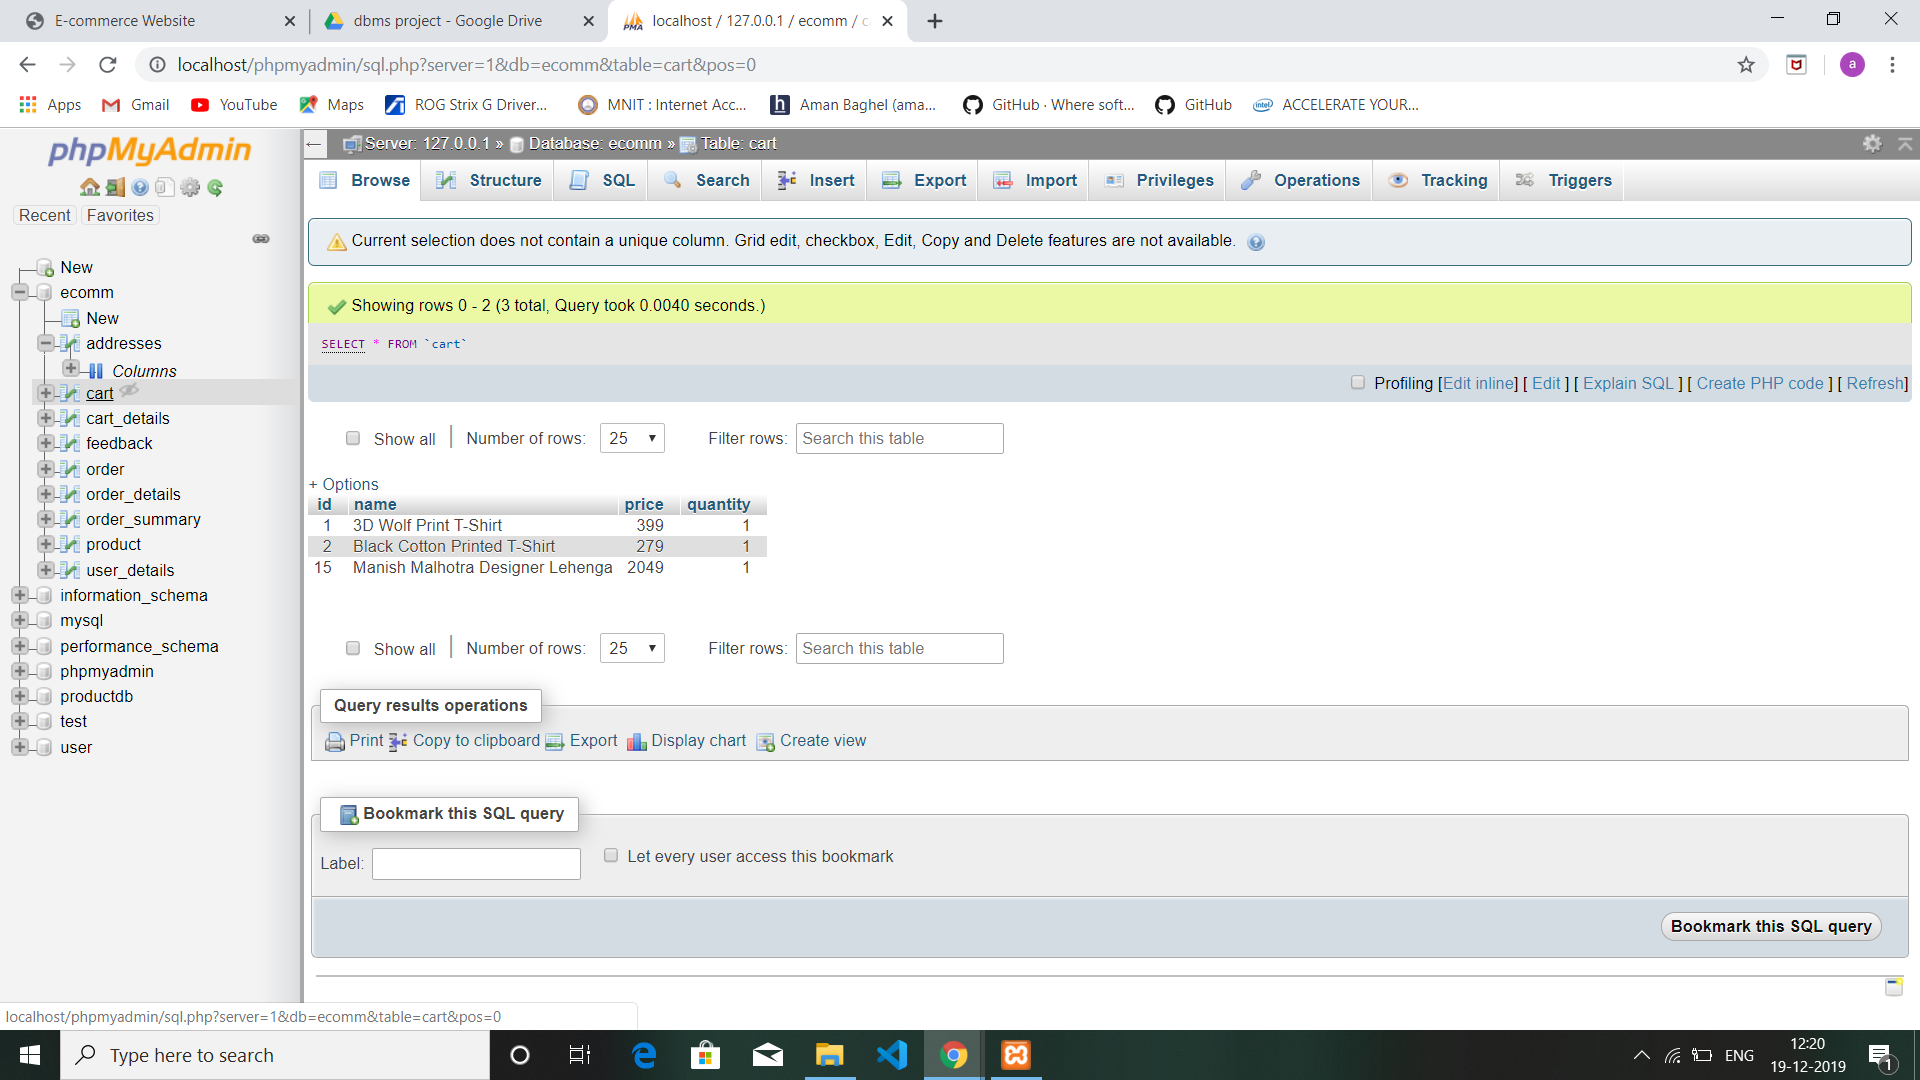 E-commerce Website
dbms project - Google Drive
localhost / 127.0.0.1 / ecomm / c
localhost/phpmyadmin/sql.php?server=1&db=ecomm&table=cart&pos=0
Apps
Gmail
YouTube
Maps
ROG Strix G Driver...
MNIT : Internet Acc...
Aman Baghel (ama...
GitHub · Where soft...
GitHub
ACCELERATE YOUR...
phpMyAdmin
Recent
Favorites
New
ecomm
New
addresses
Columns
cart
cart_details
feedback
order
order_details
order_summary
product
user_details
information_schema
mysql
performance_schema
phpmyadmin
productdb
test
user
Server: 127.0.0.1 » Database: ecomm » Table: cart
Browse
Structure
SQL
Search
Insert
Export
Import
Privileges
Operations
Tracking
Triggers
Current selection does not contain a unique column. Grid edit, checkbox, Edit, Copy and Delete features are not available.
Showing rows 0 - 2 (3 total, Query took 0.0040 seconds.)
SELECT * FROM `cart`
Profiling [Edit inline] [ Edit ] [ Explain SQL ] [ Create PHP code ] [ Refresh]
Show all
Number of rows: 25
Filter rows: Search this table
+ Options
id name price quantity
1 3D Wolf Print T-Shirt 399 1
2 Black Cotton Printed T-Shirt 279 1
15 Manish Malhotra Designer Lehenga 2049 1
Show all
Number of rows: 25
Filter rows: Search this table
Query results operations
Print
Copy to clipboard
Export
Display chart
Create view
Bookmark this SQL query
Label:
Let every user access this bookmark
Bookmark this SQL query
localhost/phpmyadmin/sql.php?server=1&db=ecomm&table=cart&pos=0
Type here to search
ENG
12:20
19-12-2019
1